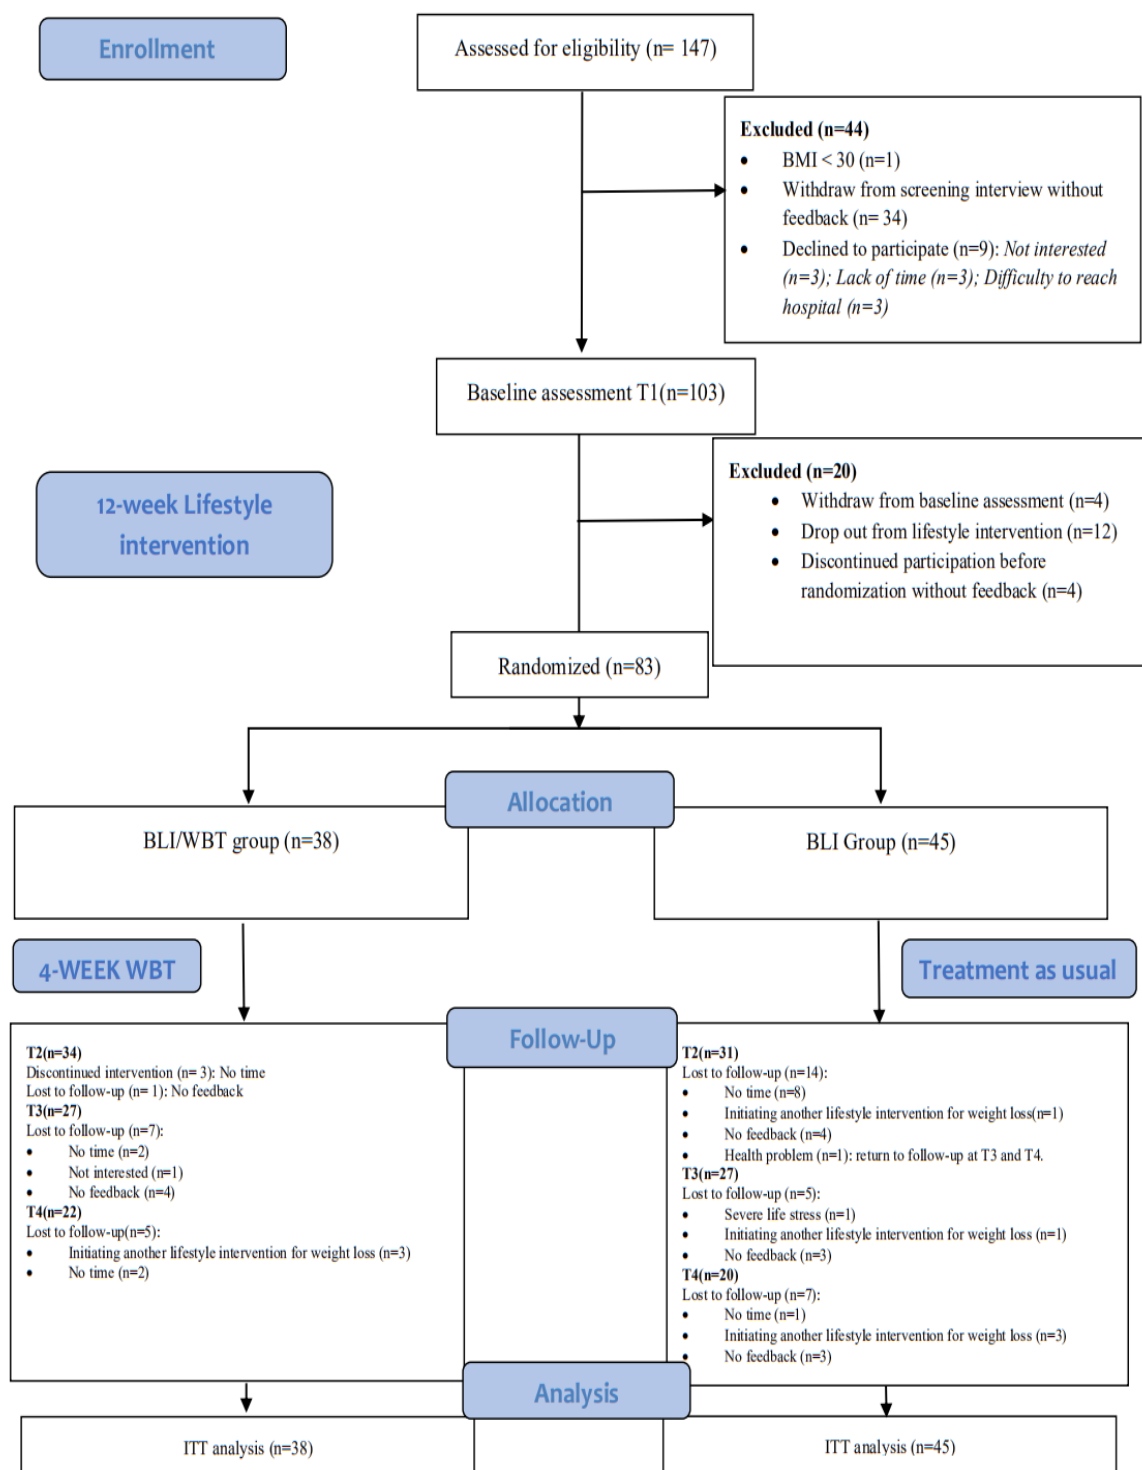 Enrollment
Assessed for eligibility (n= 147)
Excluded (n=44)
• BMI < 30 (n=1)
• Withdraw from screening interview without
feedback (n= 34)
• Declined to participate (n=9): Not interested
(n=3); Lack of time (n=3); Difficulty to reach
hospital (n=3)
Baseline assessment T1(n=103)
12-week Lifestyle
intervention
Excluded (n=20)
• Withdraw from baseline assessment (n=4)
• Drop out from lifestyle intervention (n=12)
• Discontinued participation before
randomization without feedback (n=4)
Randomized (n=83)
Allocation
BLI/WBT group (n=38)
BLI Group (n=45)
4-WEEK WBT
Treatment as usual
Follow-Up
T2(n=34)
Discontinued intervention (n= 3): No time
Lost to follow-up (n= 1): No feedback
T3(n=27)
Lost to follow-up (n=7):
• No time (n=2)
• Not interested (n=1)
• No feedback (n=4)
T4(n=22)
Lost to follow-up(n=5):
• Initiating another lifestyle intervention for weight loss (n=3)
• No time (n=2)
T2(n=31)
Lost to follow-up (n=14):
• No time (n=8)
• Initiating another lifestyle intervention for weight loss(n=1)
• No feedback (n=4)
• Health problem (n=1): return to follow-up at T3 and T4.
T3(n=27)
Lost to follow-up (n=5):
• Severe life stress (n=1)
• Initiating another lifestyle intervention for weight loss (n=1)
• No feedback (n=3)
T4(n=20)
Lost to follow-up (n=7):
• No time (n=1)
• Initiating another lifestyle intervention for weight loss (n=3)
• No feedback (n=3)
Analysis
ITT analysis (n=38)
ITT analysis (n=45)